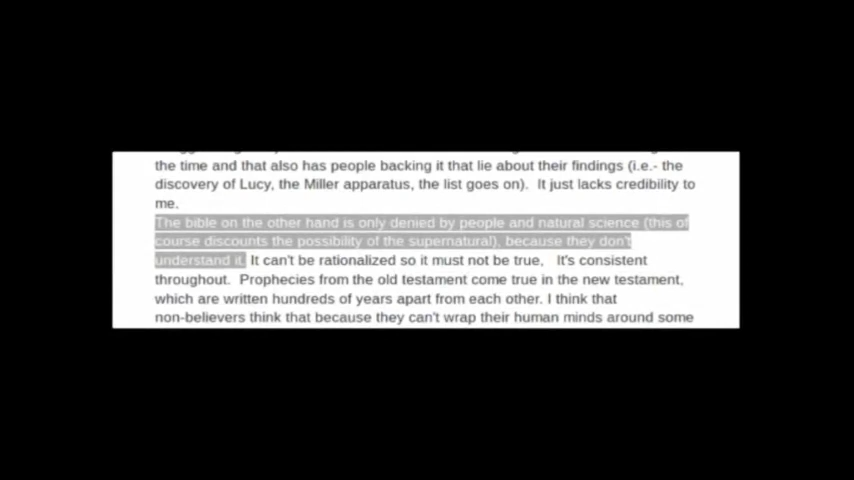 the time and that also has people backing it that lie about their findings (i.e.- the
discovery of Lucy, the Miller apparatus, the list goes on).  It just lacks credibility to
me.
The bible on the other hand is only denied by people and natural science (this of
course discounts the possibility of the supernatural), because they don't
understand it. It can't be rationalized so it must not be true,   It's consistent
throughout.  Prophecies from the old testament come true in the new testament,
which are written hundreds of years apart from each other. I think that
non-believers think that because they can't wrap their human minds around some